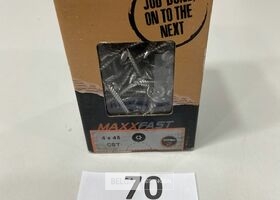 JOB DONE,
ON TO THE
NEXT
MAXXFAST
4 x 45
CST
70